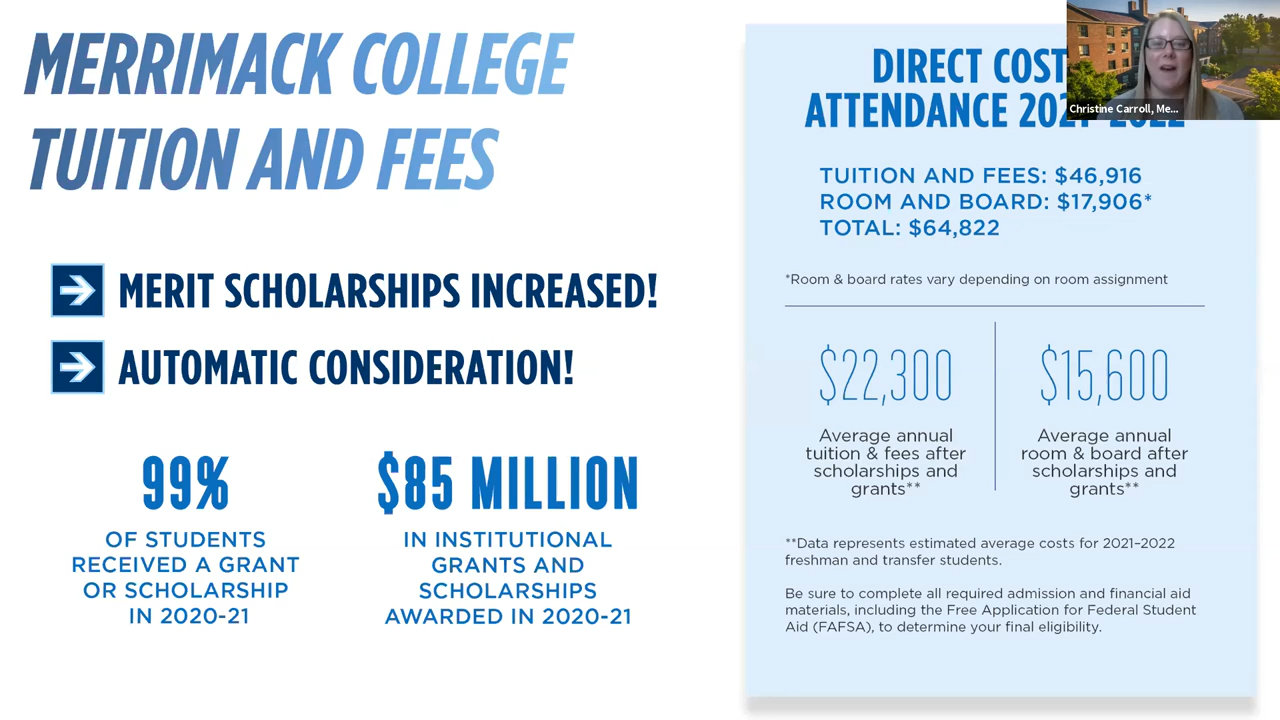 MERRIMACK COLLEGE
TUITION AND FEES
MERIT SCHOLARSHIPS INCREASED!
AUTOMATIC CONSIDERATION!
99%
OF STUDENTS
RECEIVED A GRANT
OR SCHOLARSHIP
IN 2020-21
$85 MILLION
IN INSTITUTIONAL
GRANTS AND
SCHOLARSHIPS
AWARDED IN 2020-21
DIRECT COST
ATTENDANCE 2021-2022
TUITION AND FEES: $46,916
ROOM AND BOARD: $17,906*
TOTAL: $64,822
*Room & board rates vary depending on room assignment
$22,300
Average annual
tuition & fees after
scholarships and
grants**
$15,600
Average annual
room & board after
scholarships and
grants**
**Data represents estimated average costs for 2021–2022
freshman and transfer students.
Be sure to complete all required admission and financial aid
materials, including the Free Application for Federal Student
Aid (FAFSA), to determine your final eligibility.
Christine Carroll, Me...